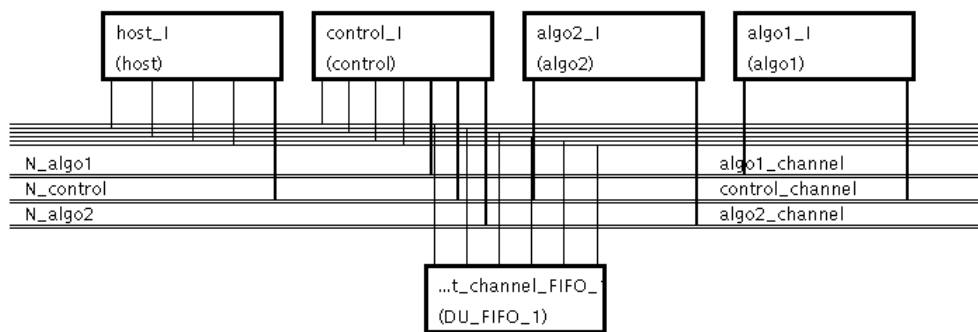 host_I
(host)
control_I
(control)
algo2_I
(algo2)
algo1_I
(algo1)
N_algo1
algo1_channel
N_control
control_channel
N_algo2
algo2_channel
...t_channel_FIFO_1
(DU_FIFO_1)